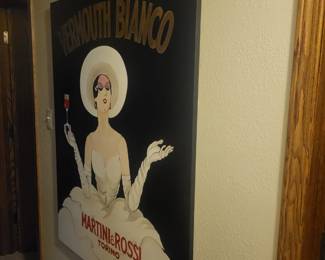 VERMOUTH BIANCO
MARTINI & ROSSI
TORINO